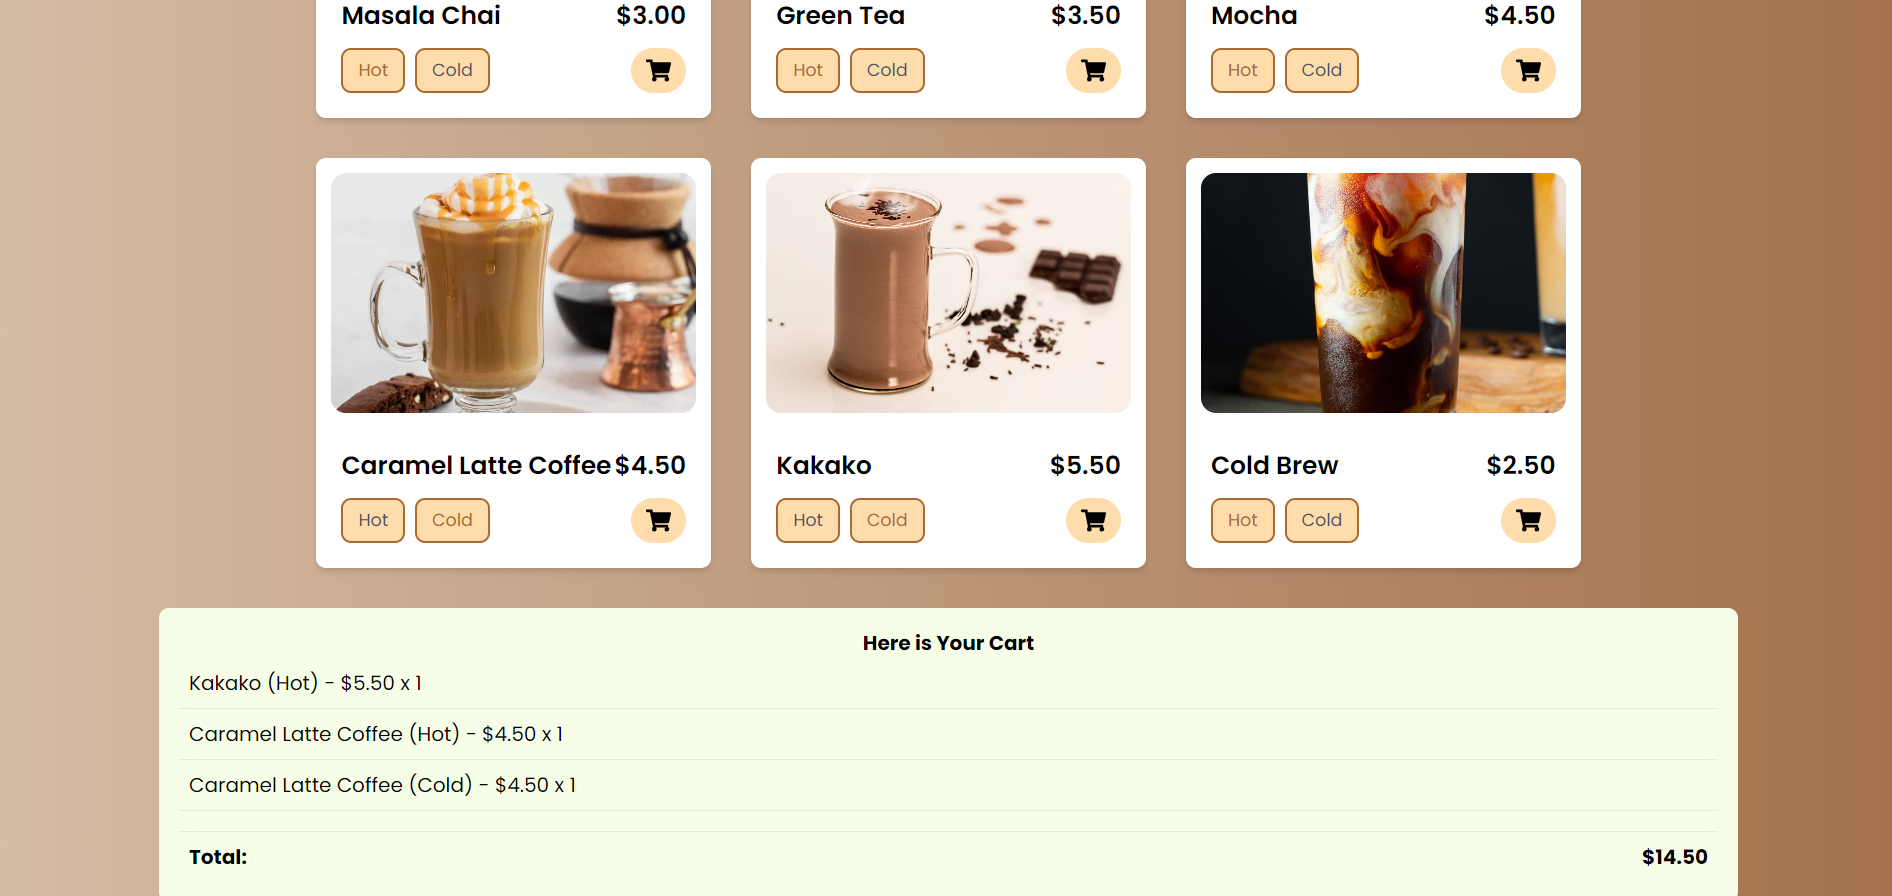 Masala Chai $3.00
Hot Cold
Green Tea $3.50
Hot Cold
Mocha $4.50
Hot Cold
Caramel Latte Coffee $4.50
Hot Cold
Kakako $5.50
Hot Cold
Cold Brew $2.50
Hot Cold
Here is Your Cart
Kakako (Hot) - $5.50 x 1
Caramel Latte Coffee (Hot) - $4.50 x 1
Caramel Latte Coffee (Cold) - $4.50 x 1
Total: $14.50